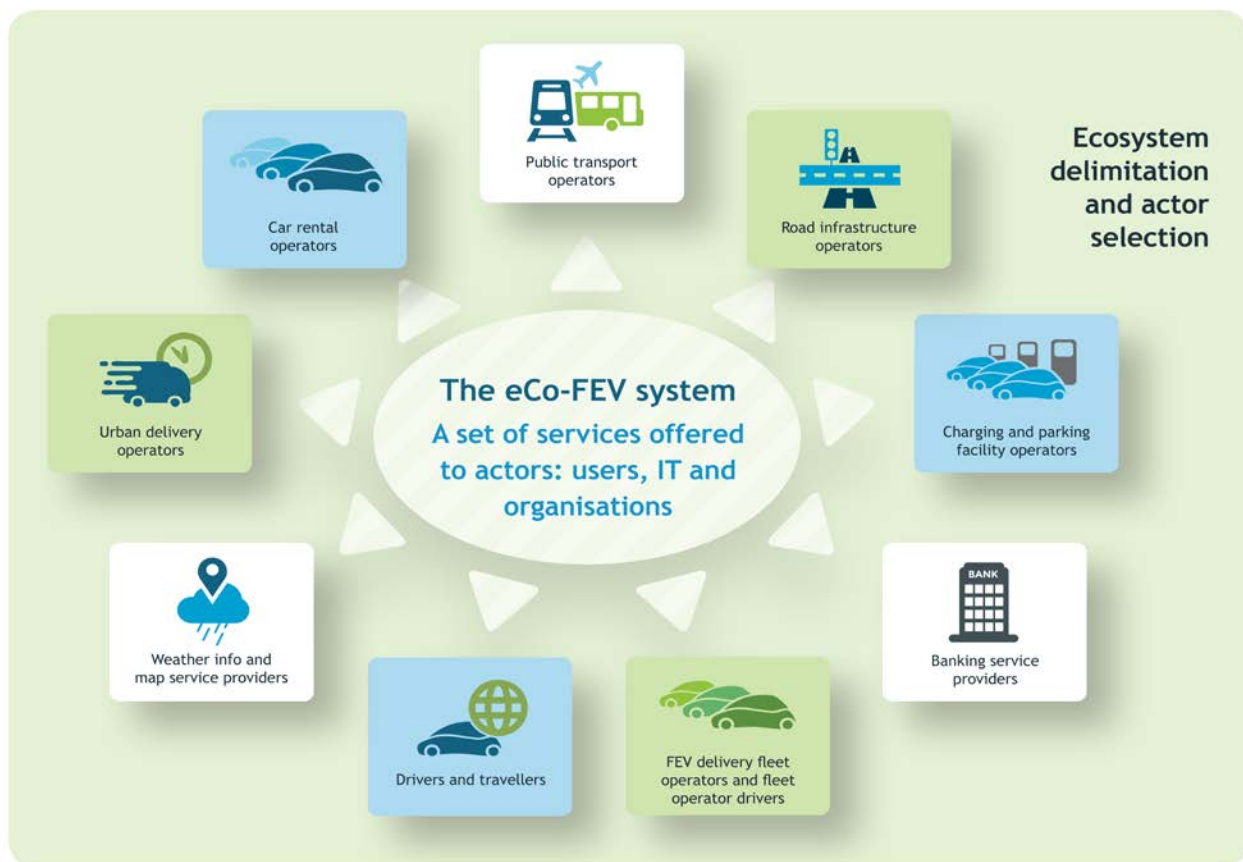 Public transport
operators
Car rental
operators
Road infrastructure
operators
Ecosystem
delimitation
and actor
selection
Urban delivery
operators
The eCo-FEV system
A set of services offered
to actors: users, IT and
organisations
Charging and parking
facility operators
Weather info and
map service providers
BANK
Banking service
providers
Drivers and travellers
FEV delivery fleet
operators and fleet
operator drivers